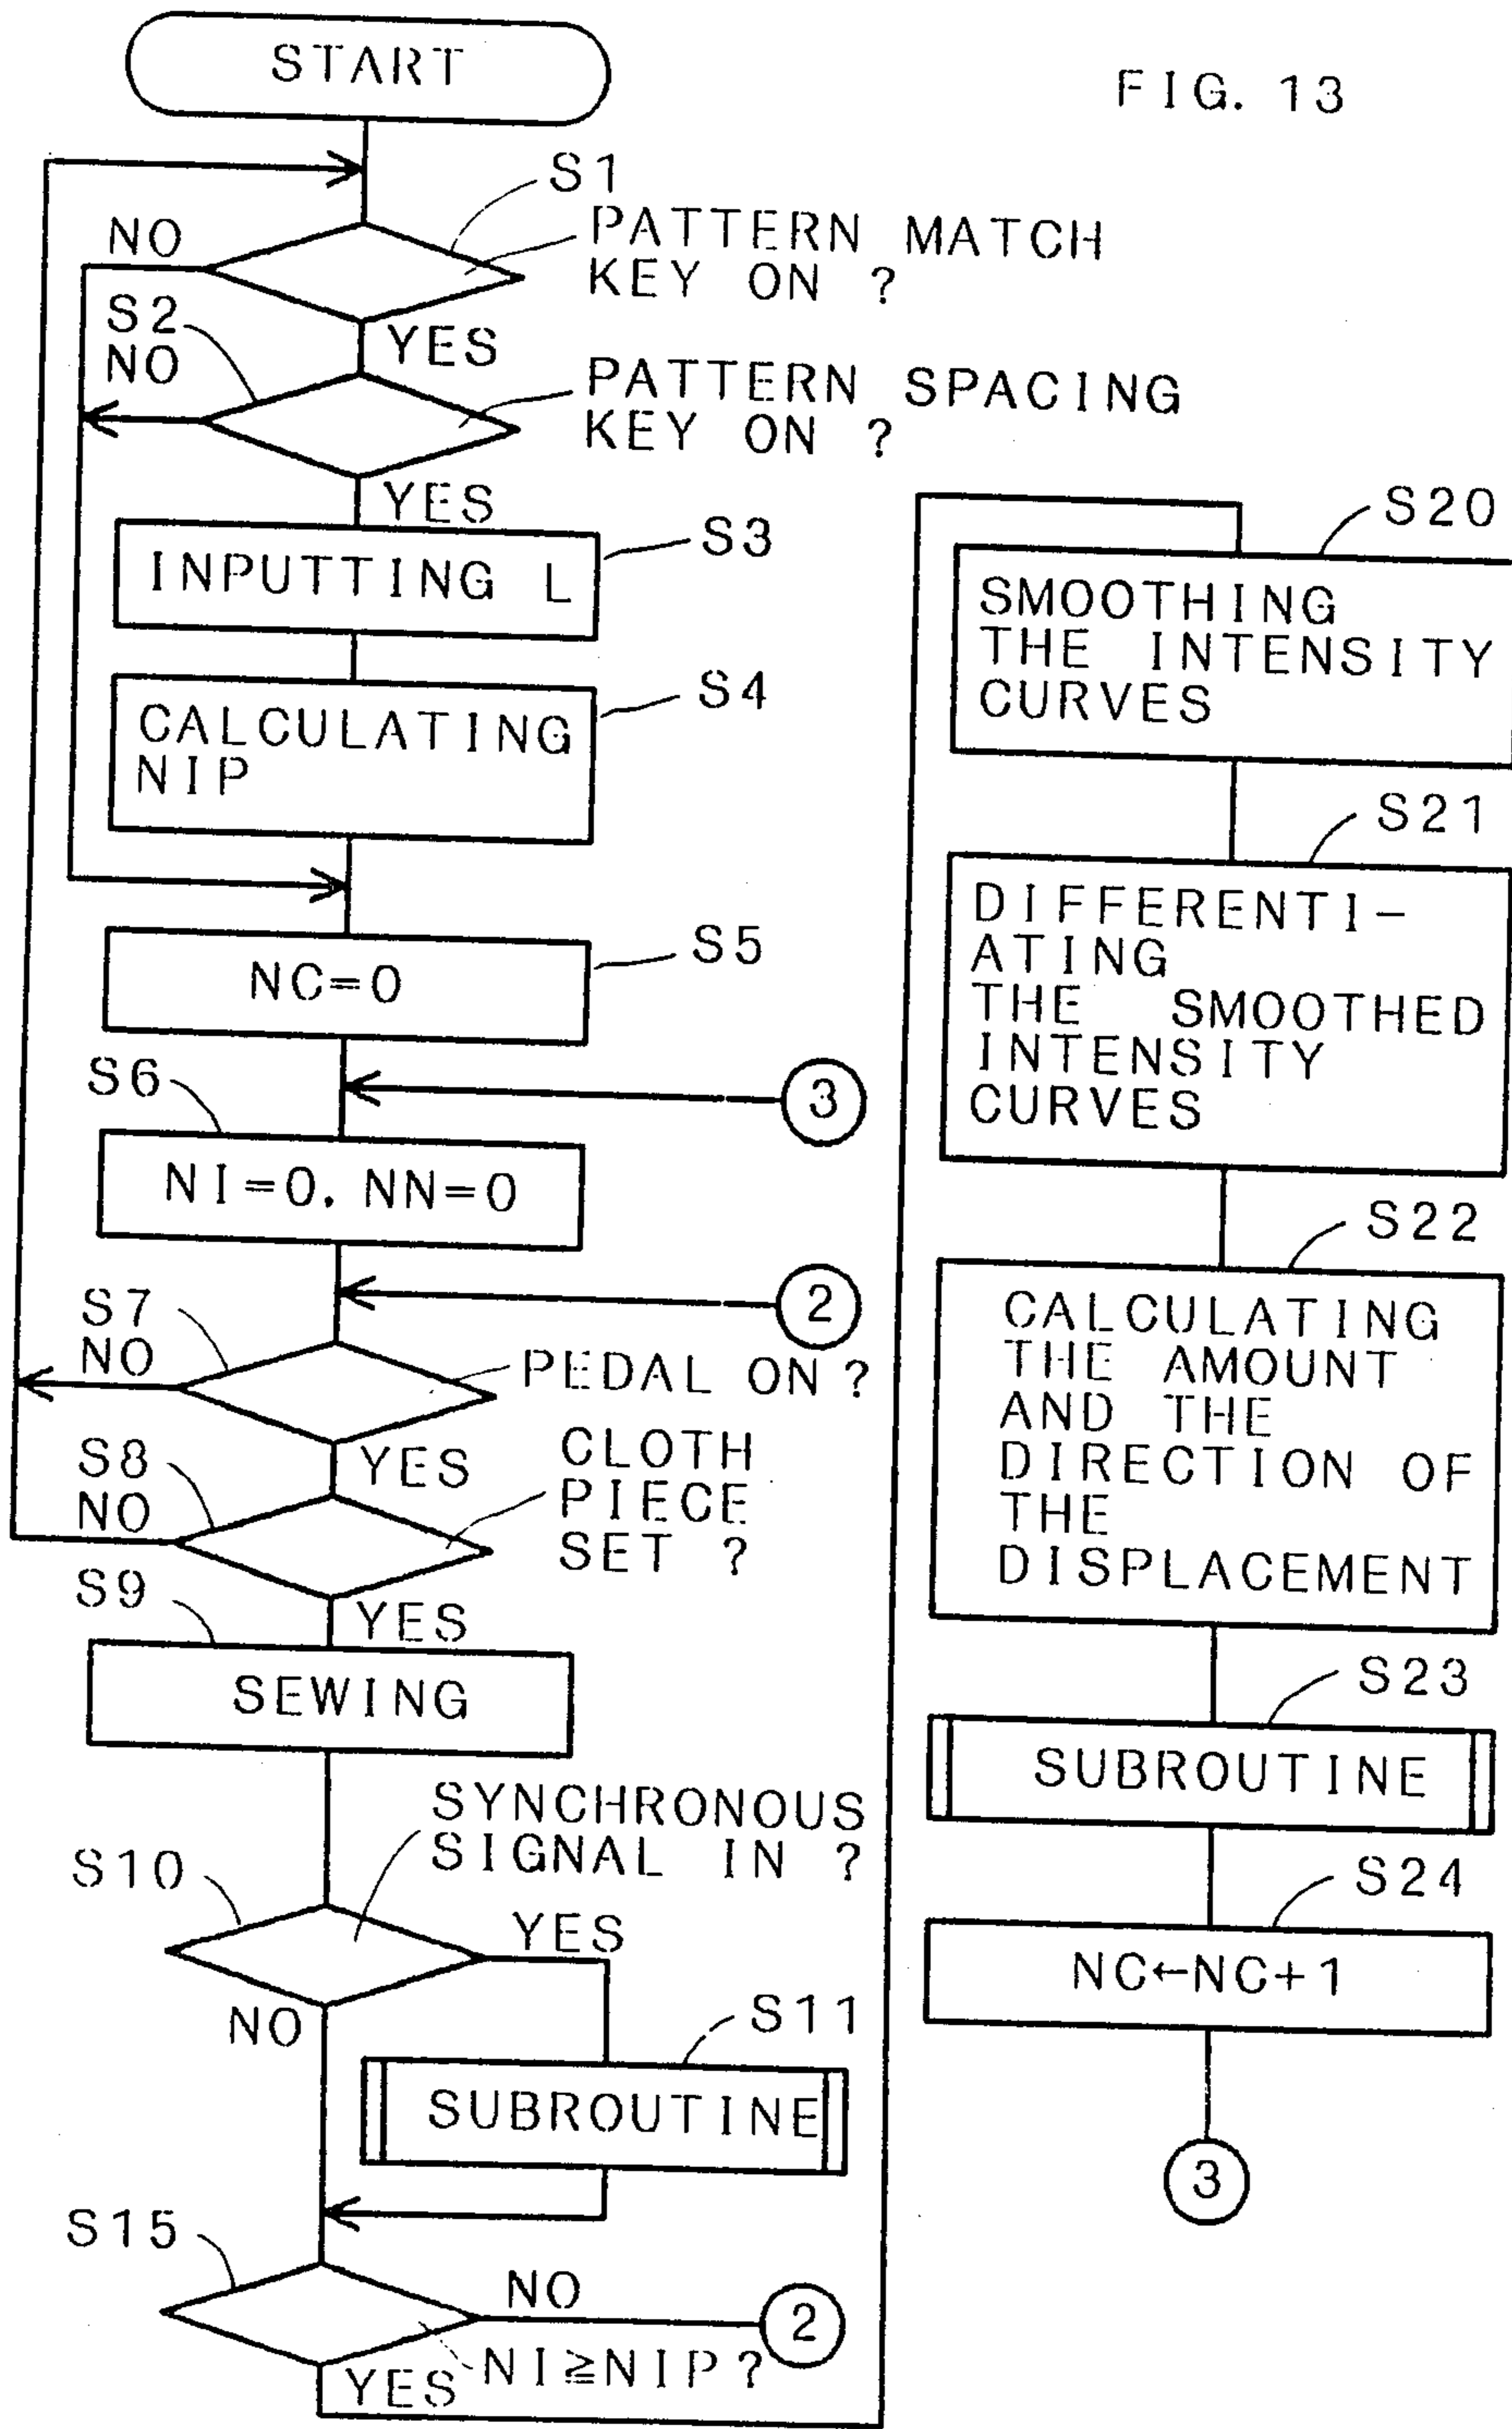 FIG. 13
START
S1
PATTERN MATCH
KEY ON ?
NO
YES
S2
NO
PATTERN SPACING
KEY ON ?
YES
S3
INPUTTING L
S4
CALCULATING
NIP
S5
NC=0
3
S6
NI=0, NN=0
2
S7
NO
PEDAL ON ?
YES
S8
NO
CLOTH
PIECE
SET ?
YES
S9
SEWING
SYNCHRONOUS
SIGNAL IN ?
S10
YES
NO
S11
SUBROUTINE
S15
NO
2
NI≧NIP ?
YES
S20
SMOOTHING
THE INTENSITY
CURVES
S21
DIFFERENTI-
ATING
THE SMOOTHED
INTENSITY
CURVES
S22
CALCULATING
THE AMOUNT
AND THE
DIRECTION OF
THE
DISPLACEMENT
S23
SUBROUTINE
S24
NC←NC+1
3